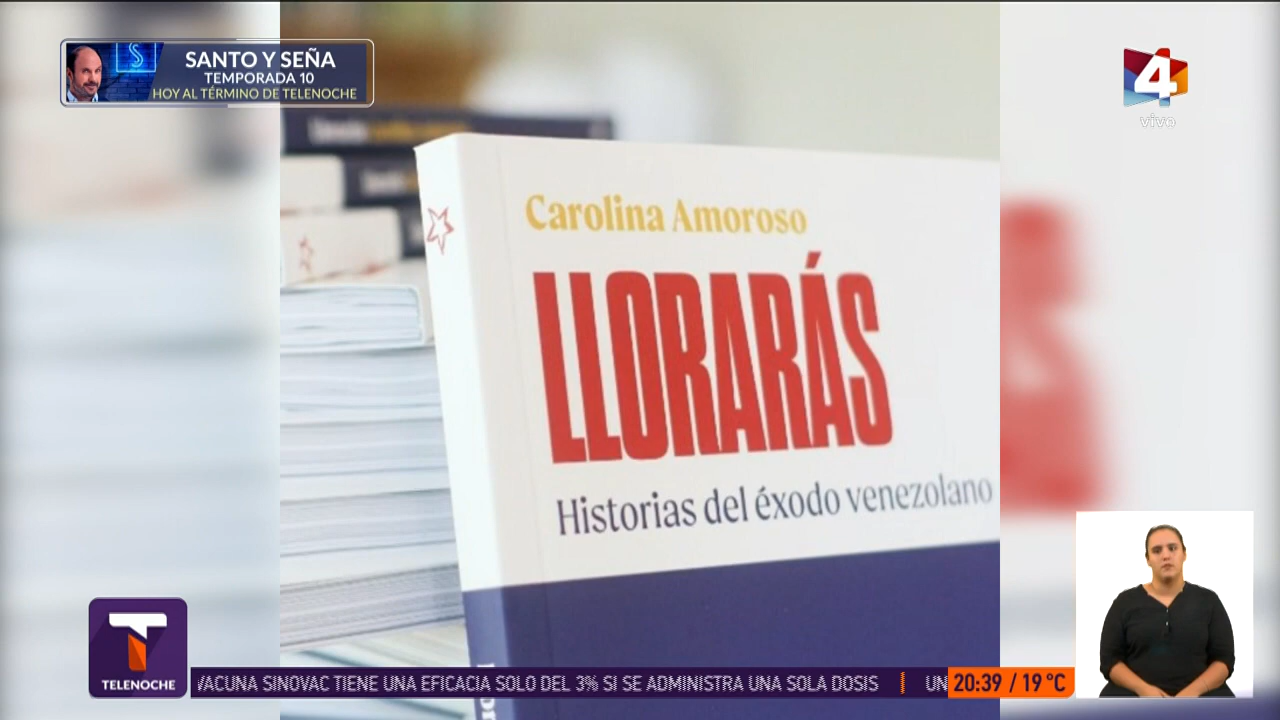 SANTO Y SEÑA
TEMPORADA 10
HOY AL TÉRMINO DE TELENOCHE
4
vivo
Carolina Amoroso
LLORARÁS
Historias del éxodo venezolano
T
TELENOCHE
VACUNA SINOVAC TIENE UNA EFICACIA SOLO DEL 3% SI SE ADMINISTRA UNA SOLA DOSIS | UN
20:39 / 19 °C